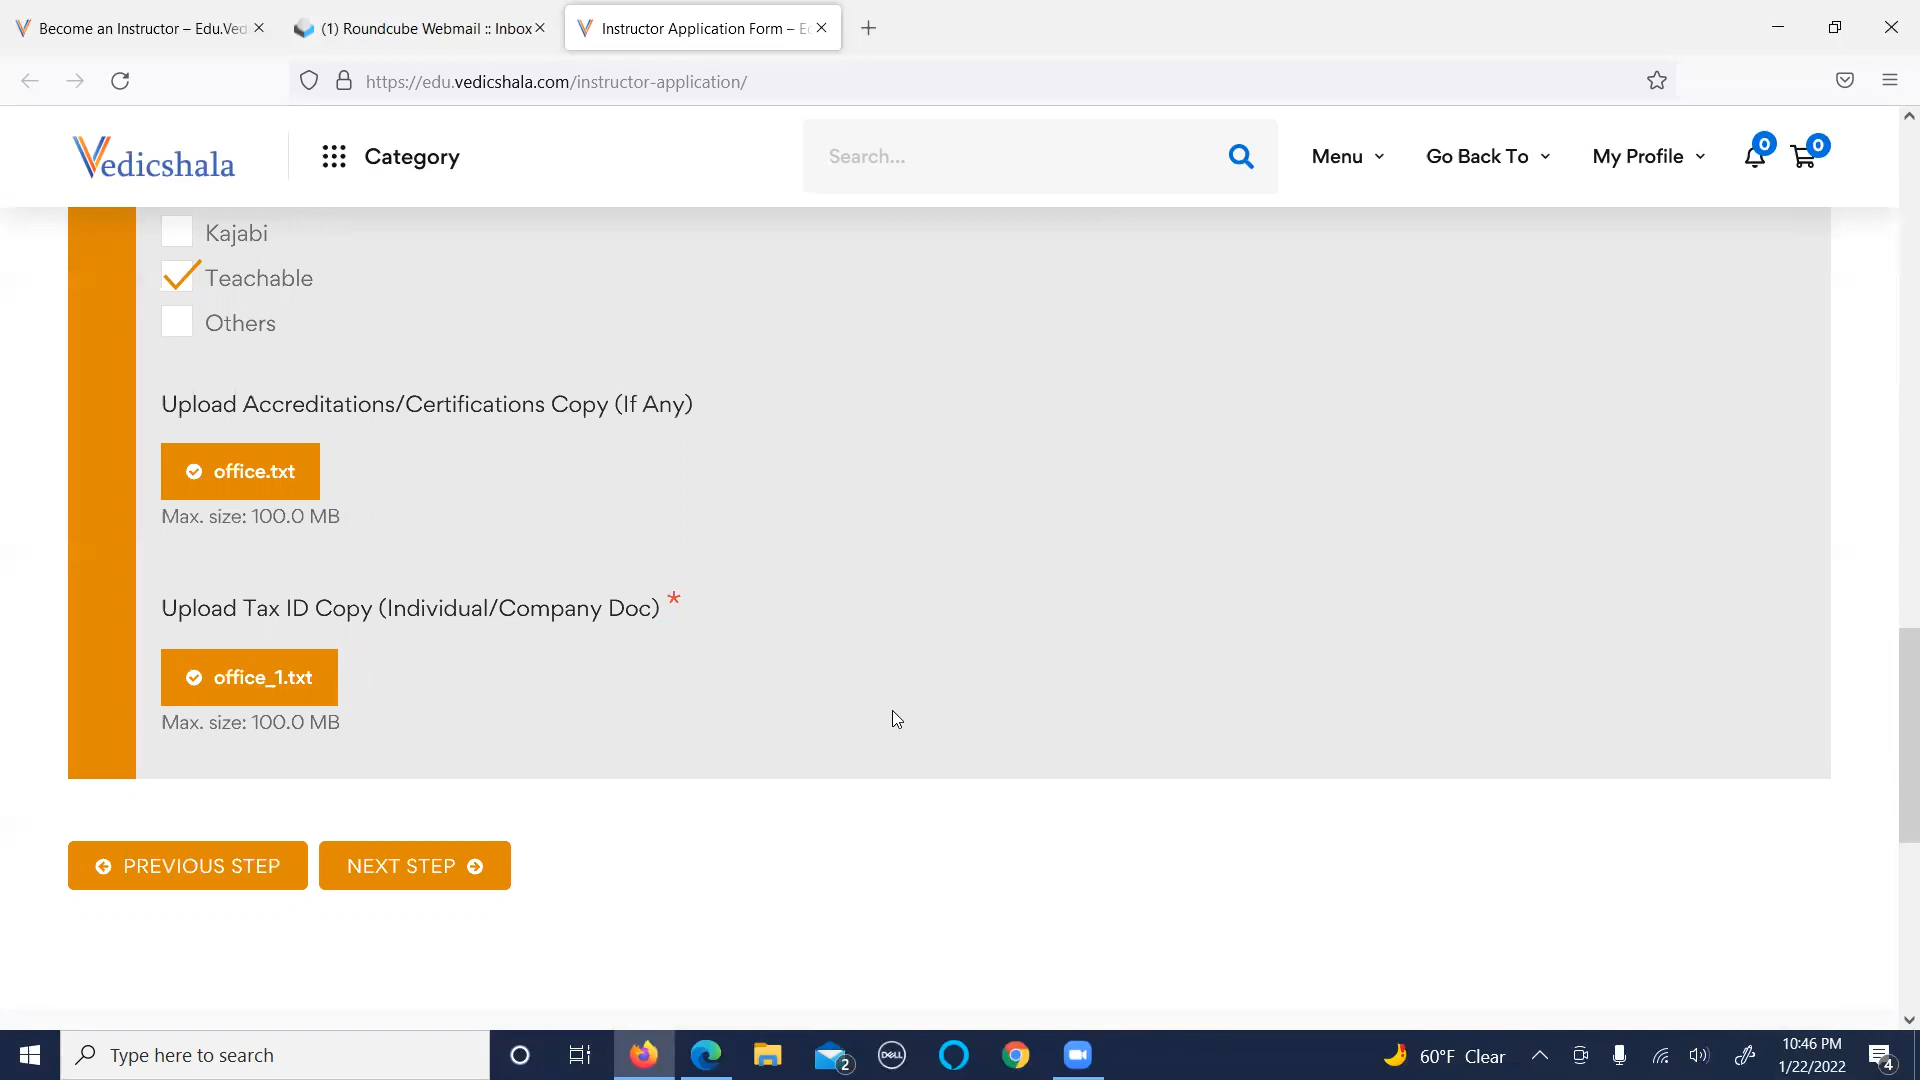 Become an Instructor – Edu.Ved
(1) Roundcube Webmail :: Inbox
Instructor Application Form – Ed
https://edu.vedicshala.com/instructor-application/
Vedicshala
Category
Search...
Menu
Go Back To
My Profile
0
0
Kajabi
Teachable
Others
Upload Accreditations/Certifications Copy (If Any)
office.txt
Max. size: 100.0 MB
Upload Tax ID Copy (Individual/Company Doc) *
office_1.txt
Max. size: 100.0 MB
PREVIOUS STEP
NEXT STEP
Type here to search
2
DELL
60°F Clear
10:46 PM
1/22/2022
4